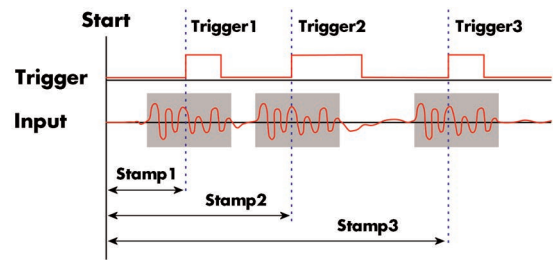 Start
Trigger1
Trigger2
Trigger3
Trigger
Input
Stamp1
Stamp2
Stamp3